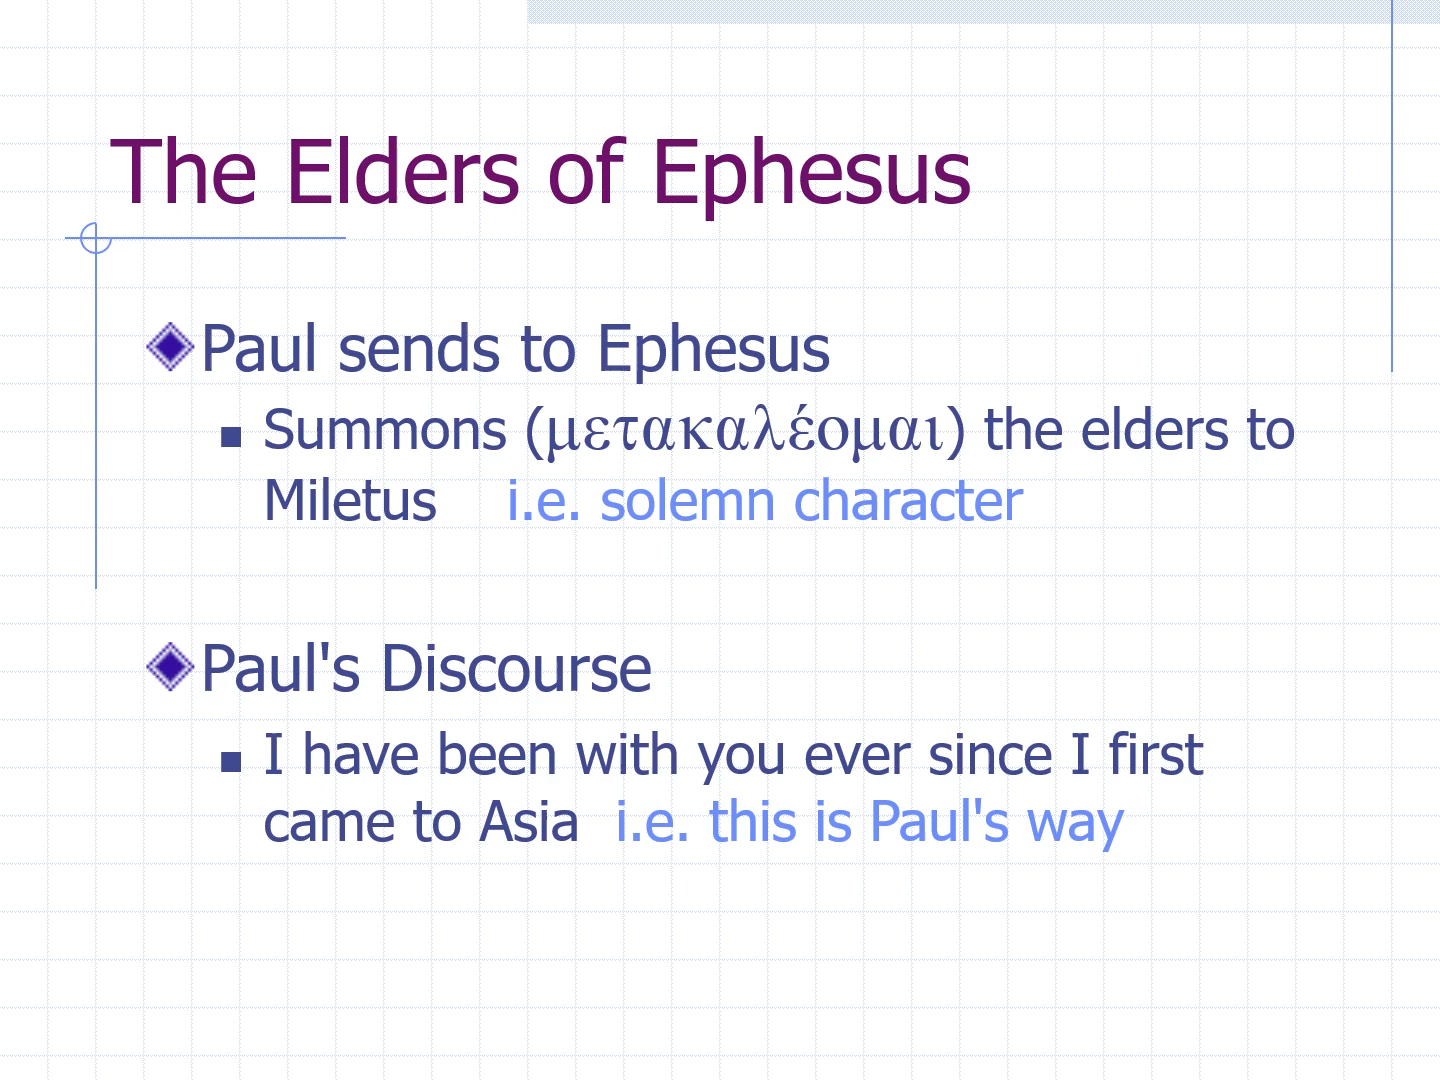 The Elders of Ephesus
Paul sends to Ephesus
Summons (μετακαλέομαι) the elders to
Miletus i.e. solemn character
Paul's Discourse
I have been with you ever since I first
came to Asia i.e. this is Paul's way